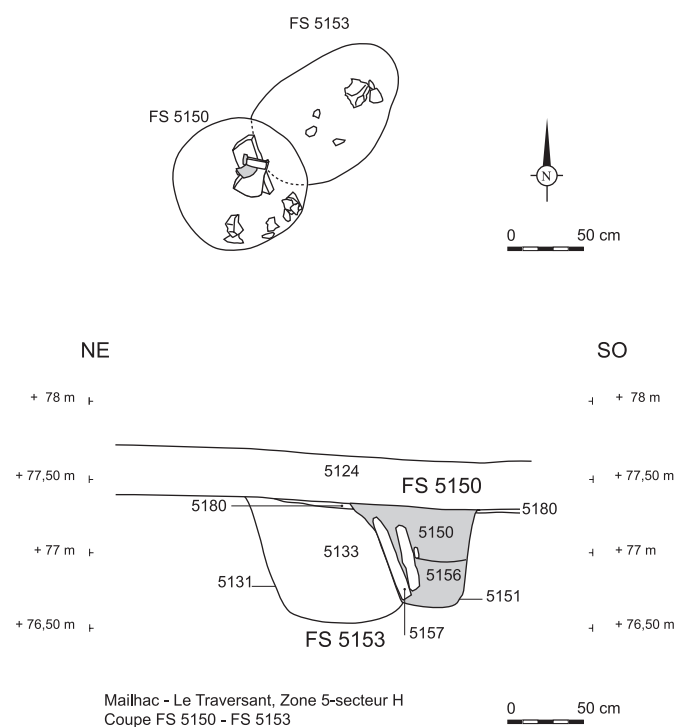 FS 5153
FS 5150
N
0 50 cm
NE SO
+ 78 m + 78 m
5124
+ 77,50 m + 77,50 m
FS 5150
5180 5180
5150
5133
+ 77 m + 77 m
5156
5131
5151
+ 76,50 m + 76,50 m
5157
FS 5153
Mailhac - Le Traversant, Zone 5-secteur H
Coupe FS 5150 - FS 5153
0 50 cm